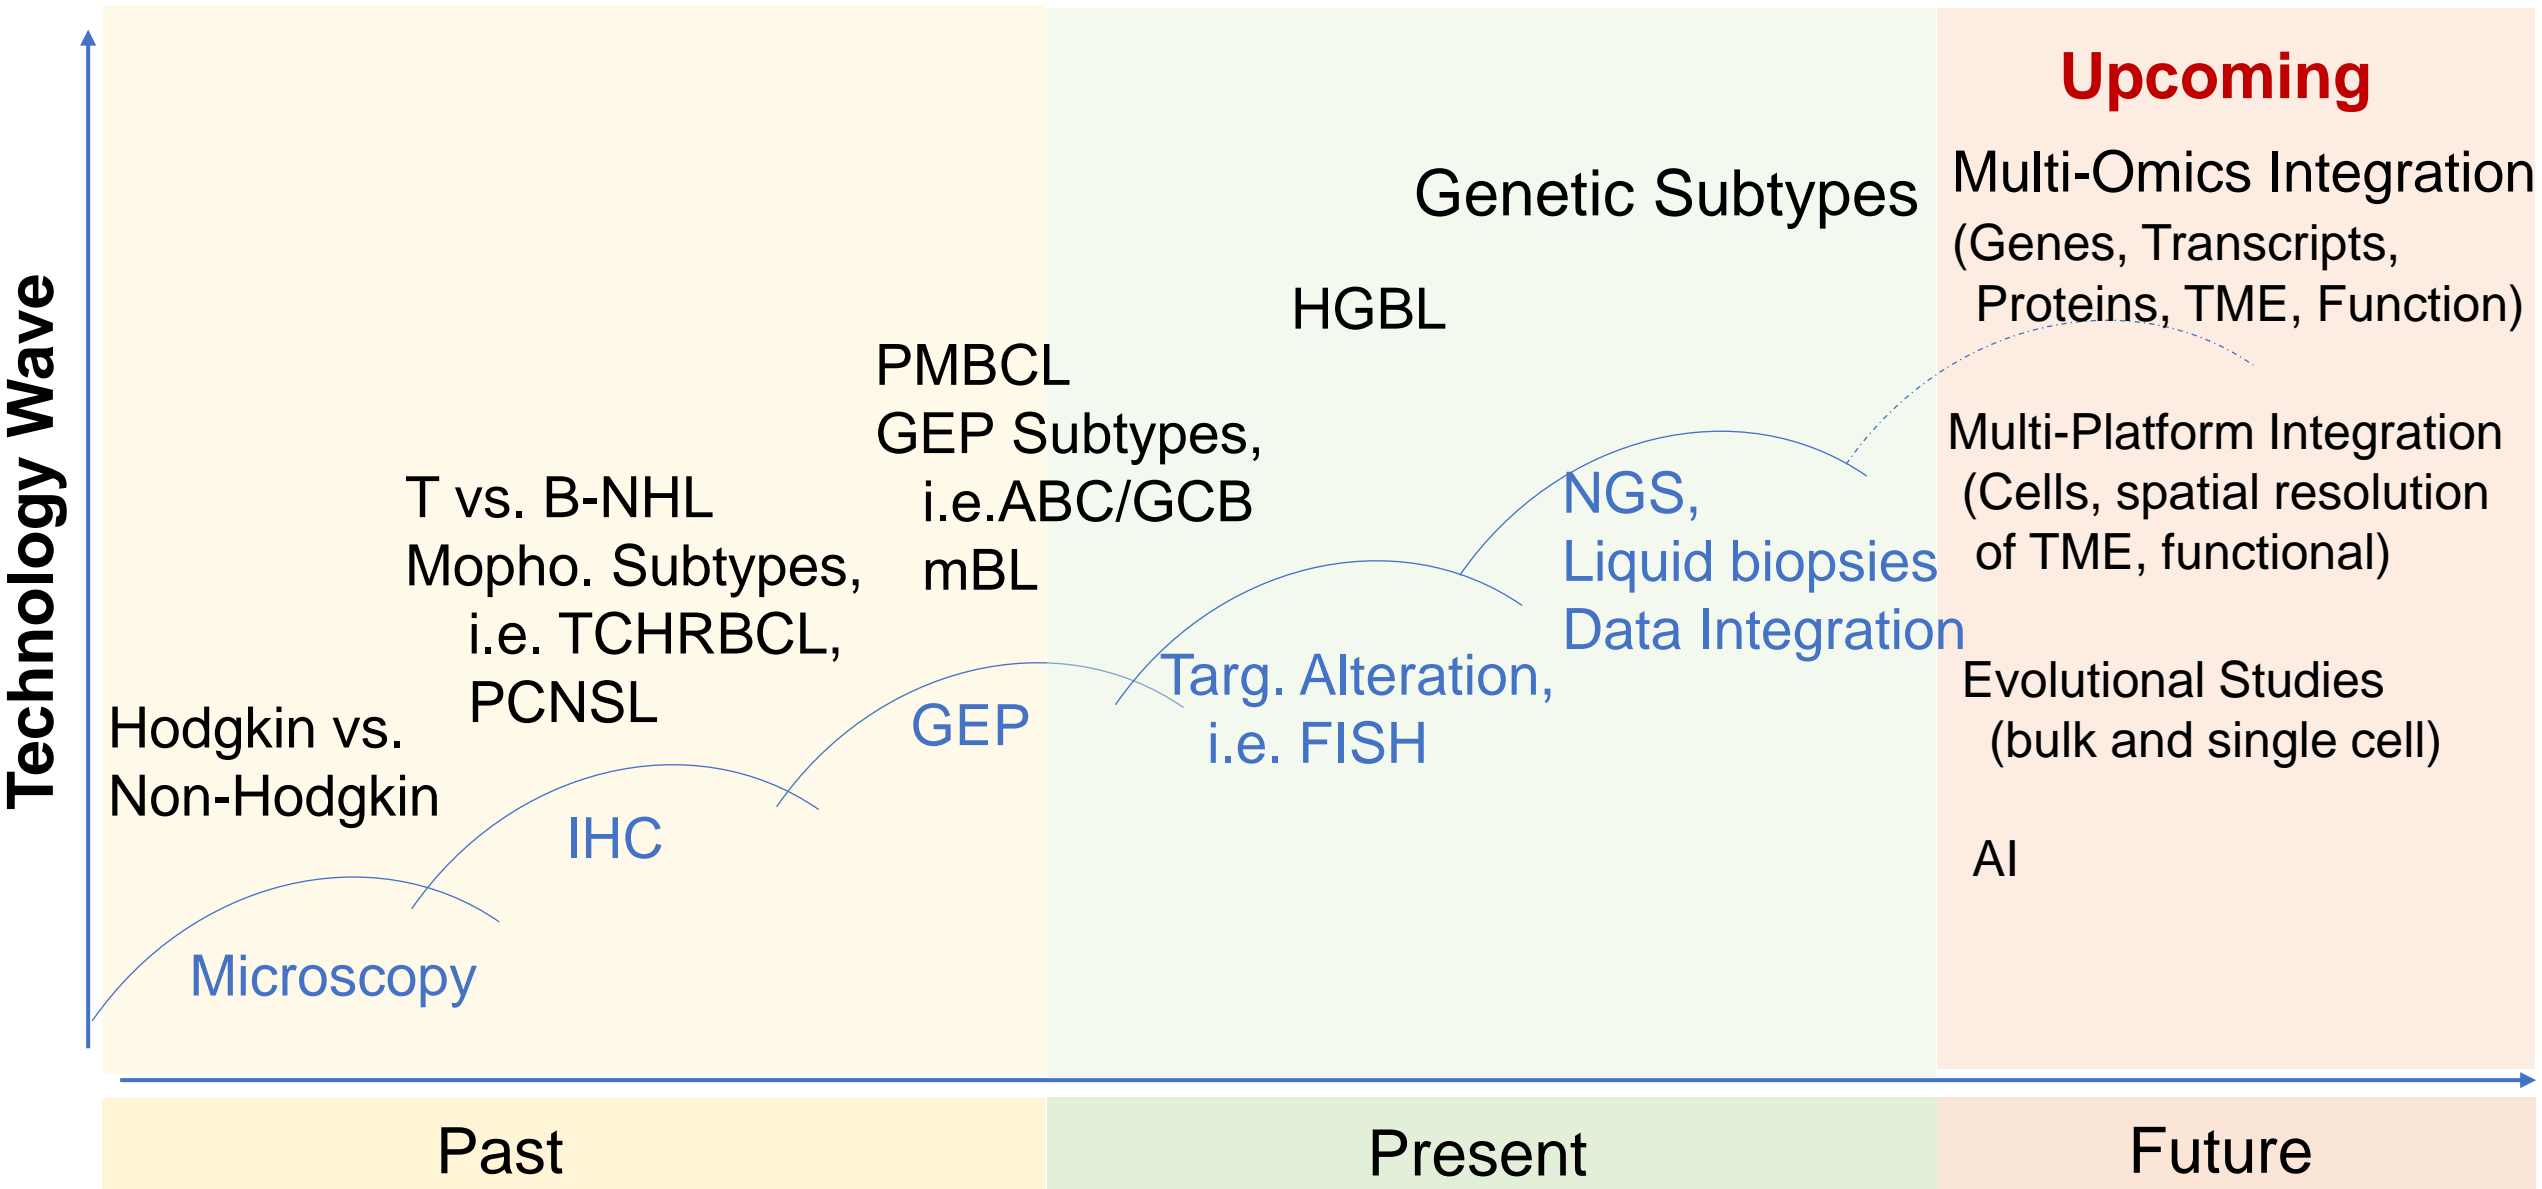 Technology Wave
Hodgkin vs.
Non-Hodgkin
Microscopy
T vs. B-NHL
Mopho. Subtypes,
i.e. TCHRBCL,
PCNSL
IHC
PMBCL
GEP Subtypes,
i.e.ABC/GCB
mBL
GEP
HGBL
Targ. Alteration,
i.e. FISH
Genetic Subtypes
NGS,
Liquid biopsies
Data Integration
Upcoming
Multi-Omics Integration
(Genes, Transcripts,
Proteins, TME, Function)
Multi-Platform Integration
(Cells, spatial resolution
of TME, functional)
Evolutional Studies
(bulk and single cell)
AI
Past
Present
Future